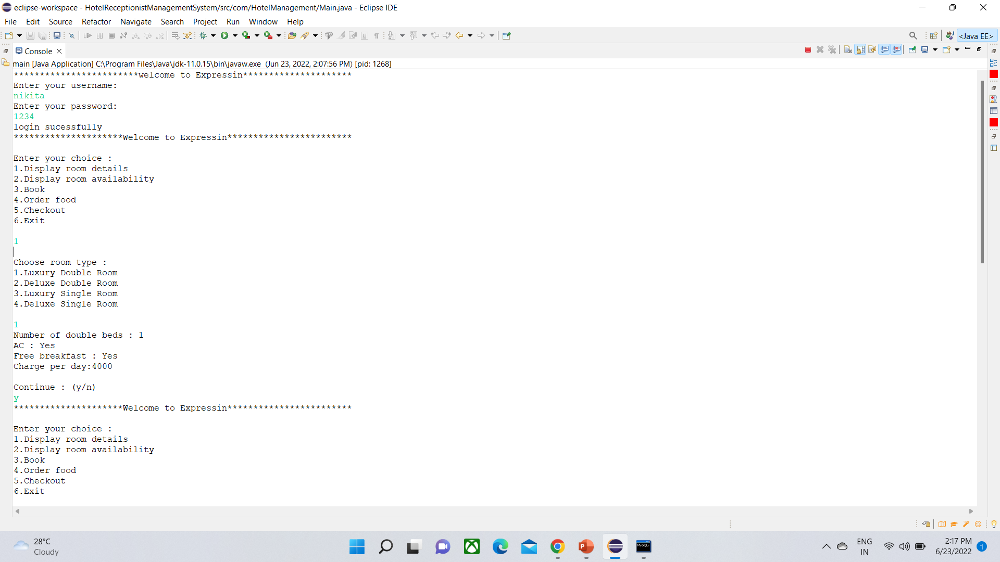 eclipse-workspace - HotelReceptionistManagementSystem/src/com/HotelManagement/Main.java - Eclipse IDE
File Edit Source Refactor Navigate Search Project Run Window Help
<Java EE>
Console
main [Java Application] C:\Program Files\Java\jdk-11.0.15\bin\javaw.exe (Jun 23, 2022, 2:07:56 PM) [pid: 1268]
************************welcome to Expressin*********************
Enter your username:
nikita
Enter your password:
1234
login sucessfully
*********************Welcome to Expressin************************
Enter your choice :
1.Display room details
2.Display room availability
3.Book
4.Order food
5.Checkout
6.Exit
1
Choose room type :
1.Luxury Double Room
2.Deluxe Double Room
3.Luxury Single Room
4.Deluxe Single Room
1
Number of double beds : 1
AC : Yes
Free breakfast : Yes
Charge per day:4000
Continue : (y/n)
y
*********************Welcome to Expressin************************
Enter your choice :
1.Display room details
2.Display room availability
3.Book
4.Order food
5.Checkout
6.Exit
28°C
Cloudy
MySQL
ENG
IN
2:17 PM
6/23/2022
1